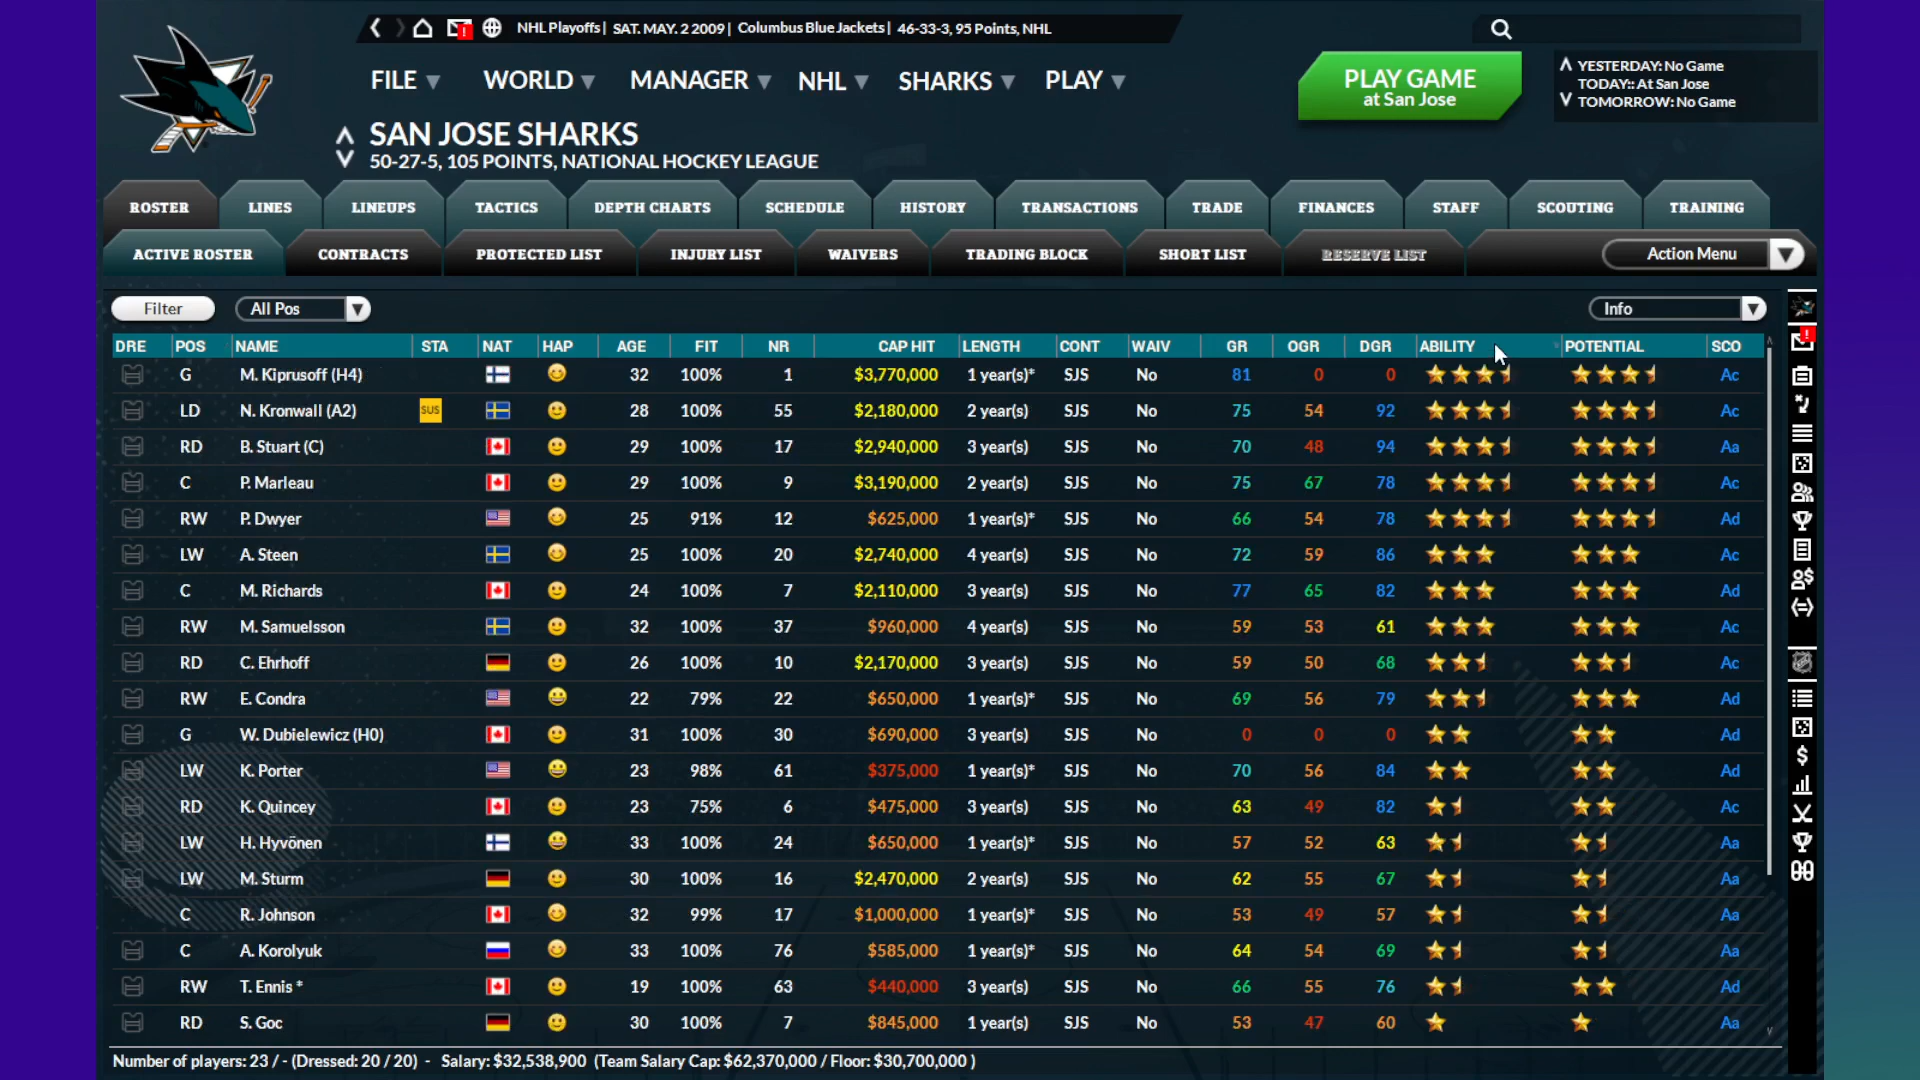 NHL Playoffs | SAT. MAY. 2 2009 | Columbus Blue Jackets | 46-33-3, 95 Points, NHL
FILE WORLD MANAGER NHL SHARKS PLAY
PLAY GAME
at San Jose
YESTERDAY: No Game
TODAY:: At San Jose
TOMORROW: No Game
SAN JOSE SHARKS
50-27-5, 105 POINTS, NATIONAL HOCKEY LEAGUE
ROSTER LINES LINEUPS TACTICS DEPTH CHARTS SCHEDULE HISTORY TRANSACTIONS TRADE FINANCES STAFF SCOUTING TRAINING
ACTIVE ROSTER CONTRACTS PROTECTED LIST INJURY LIST WAIVERS TRADING BLOCK SHORT LIST RESERVE LIST Action Menu
Filter All Pos Info
DRE POS NAME STA NAT HAP AGE FIT NR CAP HIT LENGTH CONT WAIV GR OGR DGR ABILITY POTENTIAL SCO
G M. Kiprusoff (H4) 32 100% 1 $3,770,000 1 year(s)* SJS No 81 0 0 Ac
LD N. Kronwall (A2) SUS 28 100% 55 $2,180,000 2 year(s) SJS No 75 54 92 Ac
RD B. Stuart (C) 29 100% 17 $2,940,000 3 year(s) SJS No 70 48 94 Aa
C P. Marleau 29 100% 9 $3,190,000 2 year(s) SJS No 75 67 78 Ac
RW P. Dwyer 25 91% 12 $625,000 1 year(s)* SJS No 66 54 78 Ad
LW A. Steen 25 100% 20 $2,740,000 4 year(s) SJS No 72 59 86 Ac
C M. Richards 24 100% 7 $2,110,000 3 year(s) SJS No 77 65 82 Ad
RW M. Samuelsson 32 100% 37 $960,000 4 year(s) SJS No 59 53 61 Ac
RD C. Ehrhoff 26 100% 10 $2,170,000 3 year(s) SJS No 59 50 68 Ac
RW E. Condra 22 79% 22 $650,000 1 year(s)* SJS No 69 56 79 Ad
G W. Dubielewicz (H0) 31 100% 30 $690,000 3 year(s) SJS No 0 0 0 Ad
LW K. Porter 23 98% 61 $375,000 1 year(s)* SJS No 70 56 84 Ad
RD K. Quincey 23 75% 6 $475,000 3 year(s) SJS No 63 49 82 Ac
LW H. Hyvönen 33 100% 24 $650,000 1 year(s)* SJS No 57 52 63 Aa
LW M. Sturm 30 100% 16 $2,470,000 2 year(s) SJS No 62 55 67 Aa
C R. Johnson 32 99% 17 $1,000,000 1 year(s)* SJS No 53 49 57 Aa
C A. Korolyuk 33 100% 76 $585,000 1 year(s)* SJS No 64 54 69 Aa
RW T. Ennis * 19 100% 63 $440,000 3 year(s) SJS No 66 55 76 Ad
RD S. Goc 30 100% 7 $845,000 1 year(s) SJS No 53 47 60 Aa
Number of players: 23 / - (Dressed: 20 / 20) - Salary: $32,538,900 (Team Salary Cap: $62,370,000 / Floor: $30,700,000 )